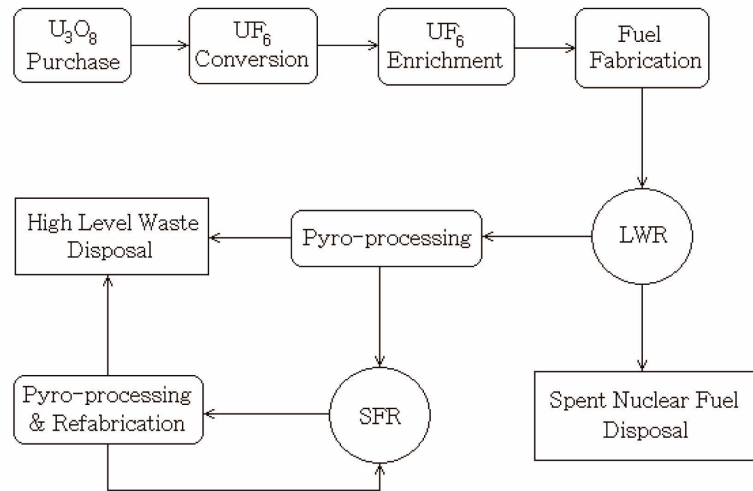 U₃O₈
Purchase
UF₆
Conversion
UF₆
Enrichment
Fuel
Fabrication
High Level Waste
Disposal
Pyro-processing
LWR
Pyro-processing
& Refabrication
SFR
Spent Nuclear Fuel
Disposal